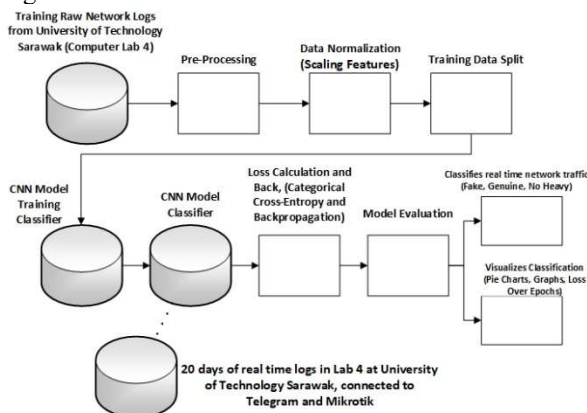 Training Raw Network Logs
from University of Technology
Sarawak (Computer Lab 4)
Pre-Processing
Data Normalization
(Scaling Features)
Training Data Split
CNN Model
Training
Classifier
CNN Model
Classifier
Loss Calculation and
Back, (Categorical
Cross-Entropy and
Backpropagation)
Model Evaluation
Classifies real time network traffic
(Fake, Genuine, No Heavy)
Visualizes Classification
(Pie Charts, Graphs, Loss
Over Epochs)
20 days of real time logs in Lab 4 at University
of Technology Sarawak, connected to
Telegram and Mikrotik